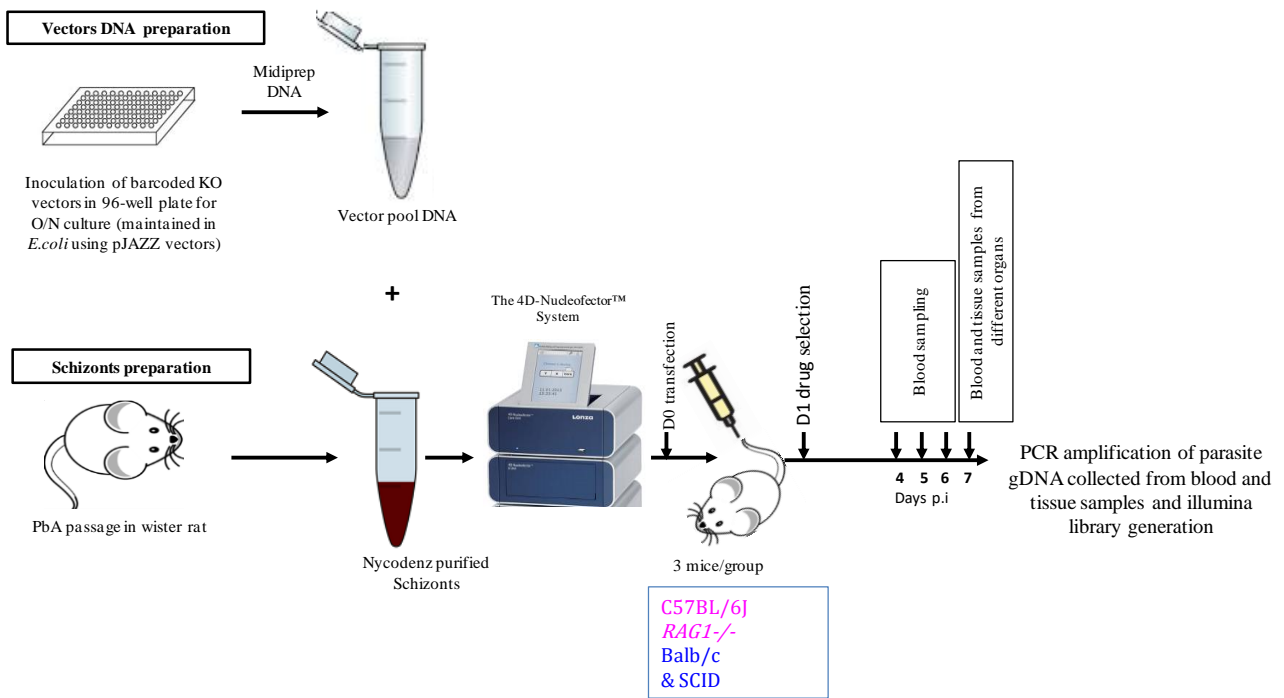 Vectors DNA preparation
Midiprep
DNA
Inoculation of barcoded KO
vectors in 96-well plate for
O/N culture (maintained in
E.coli using pJAZZ vectors)
Vector pool DNA
+
Schizonts preparation
PbA passage in wister rat
Nycodenz purified
Schizonts
The 4D-Nucleofector™
System
Lonza
D0 transfection
3 mice/group
C57BL/6J
RAG1-/-
Balb/c
& SCID
D1 drug selection
Blood sampling
Blood and tissue samples from
different organs
4 5 6 7
Days p.i
PCR amplification of parasite
gDNA collected from blood and
tissue samples and illumina
library generation